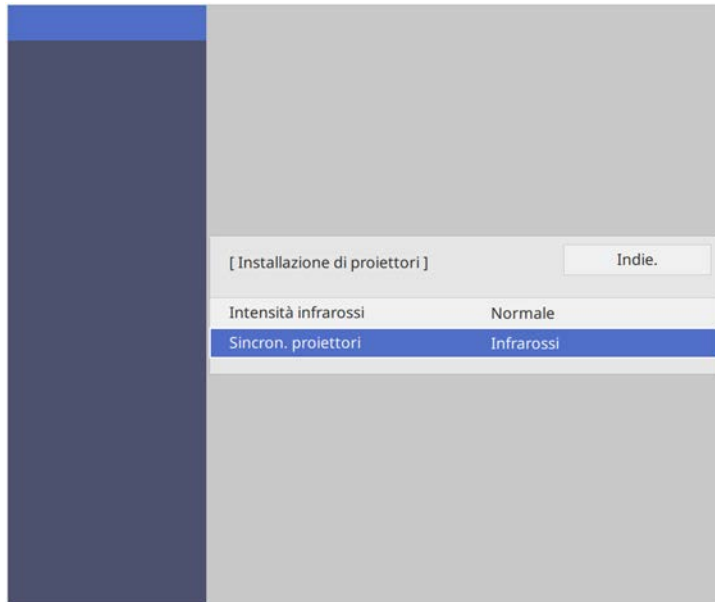 [ Installazione di proiettori ]
Indie.
Intensità infrarossi Normale
Sincron. proiettori Infrarossi